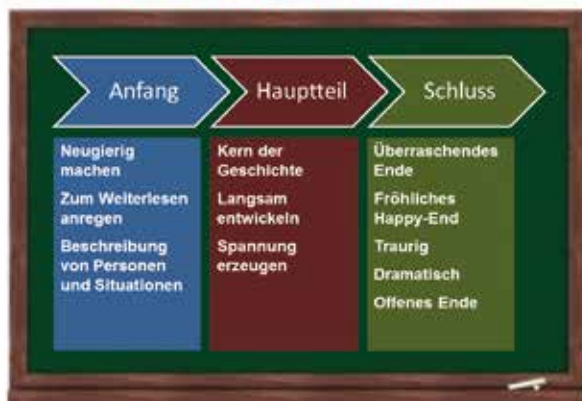 Anfang
Hauptteil
Schluss
Neugierig
machen
Zum Weiterlesen
anregen
Beschreibung
von Personen
und Situationen
Kern der
Geschichte
Langsam
entwickeln
Spannung
erzeugen
Überraschendes
Ende
Fröhliches
Happy-End
Traurig
Dramatisch
Offenes Ende